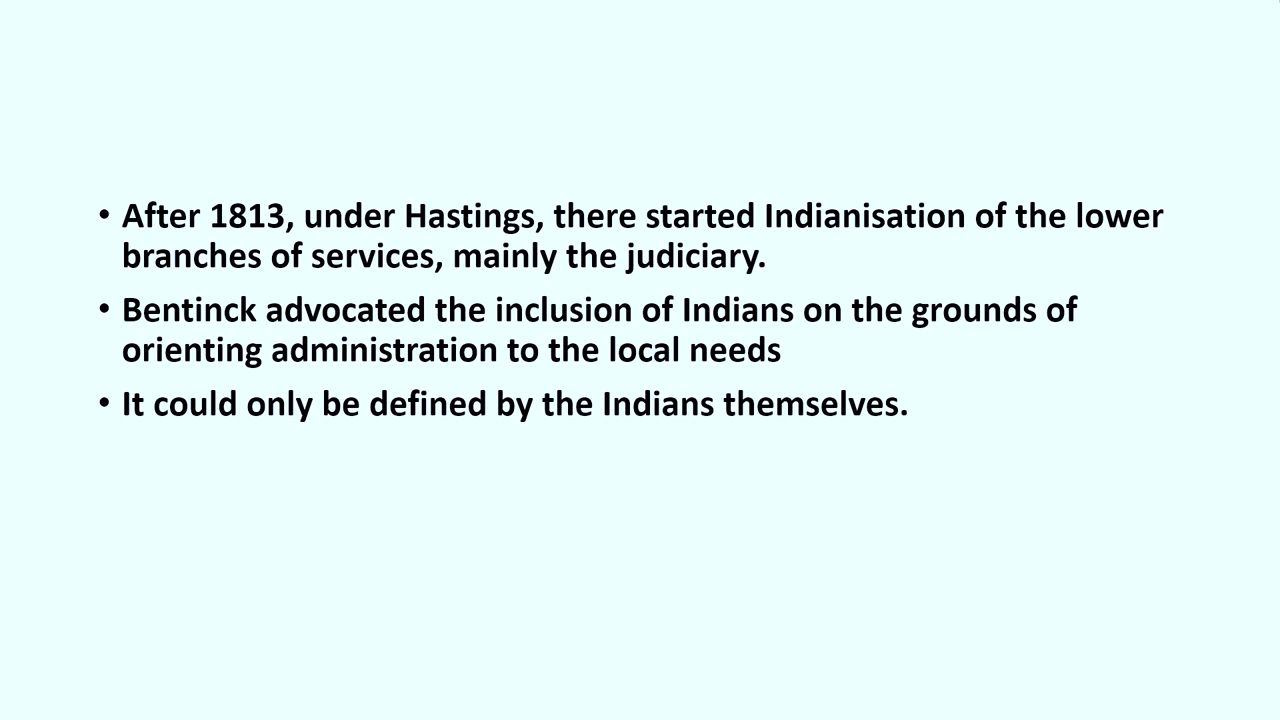 • After 1813, under Hastings, there started Indianisation of the lower
branches of services, mainly the judiciary.
• Bentinck advocated the inclusion of Indians on the grounds of
orienting administration to the local needs
• It could only be defined by the Indians themselves.